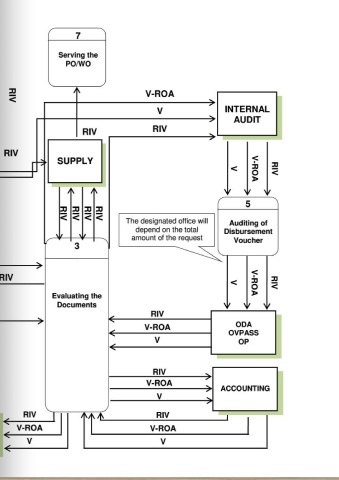 7
Serving the
PO/WO
V-ROA
V
RIV
RIV
INTERNAL
AUDIT
RIV
RIV
SUPPLY
V
V-ROA
RIV
RIV
RIV
RIV
RIV
The designated office will
depend on the total
amount of the request
5
Auditing of
Disbursement
Voucher
3
Evaluating the
Documents
V
V-ROA
RIV
RIV
RIV
V-ROA
V
ODA
OVPASS
OP
RIV
V-ROA
V
ACCOUNTING
RIV
V-ROA
V
RIV
V-ROA
V